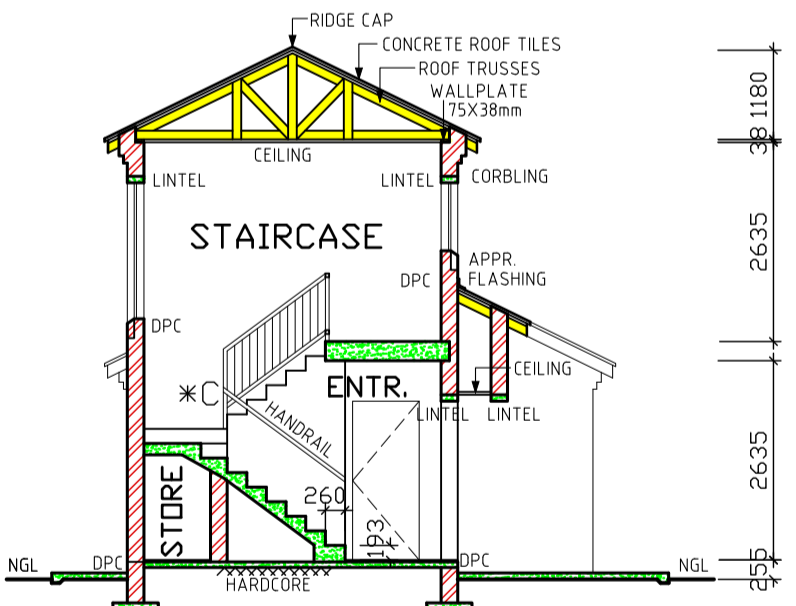 RIDGE CAP
CONCRETE ROOF TILES
ROOF TRUSSES
WALLPLATE
75X38mm
1180
38
CEILING
LINTEL
LINTEL
CORBLING
STAIRCASE
2635
APPR.
FLASHING
DPC
DPC
CEILING
ENTR.
*C
HANDRAIL
LINTEL
LINTEL
2635
STORE
260
193
NGL
DPC
DPC
NGL
HARDCORE
255